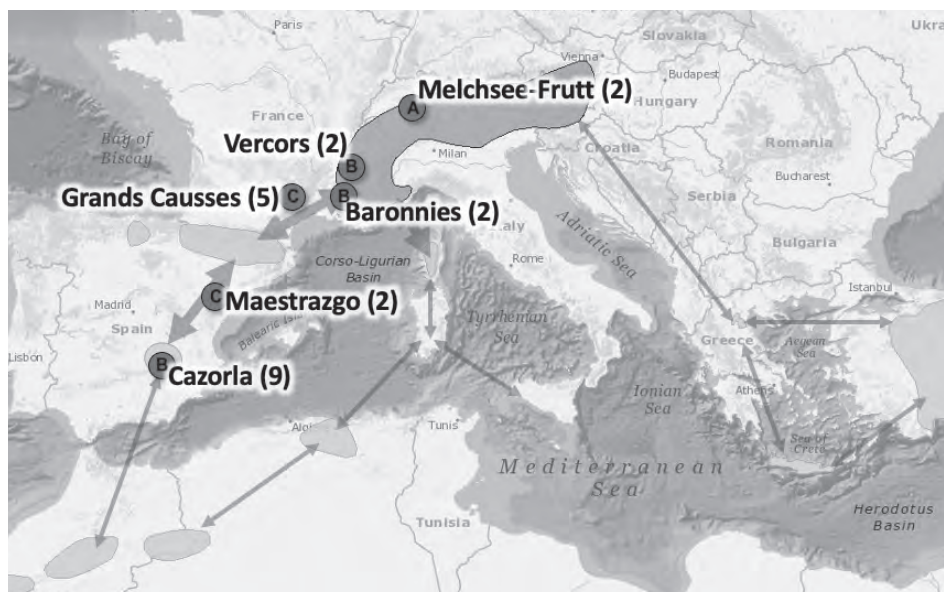 Paris
Slovakia
Ukra
Vienna
Budapest
Melchsee-Frutt (2)
A
Hungary
France
Bay of
Biscay
Vercors (2)
B
Milan
Croatia
Romania
Bucharest
Grands Causses (5)
C
B
Baronnies (2)
Serbia
Italy
Adriatic Sea
Bulgaria
Corso-Ligurian
Basin
Rome
Istanbul
Madrid
C
Maestrazgo (2)
Spain
Balearic
Tyrrhenian
Sea
Greece
Aegean
Sea
Lisbon
B
Cazorla (9)
Ionian
Sea
Athens
Tunis
Sea of
Crete
Mediterranean
Sea
Herodotus
Basin
Tunisia